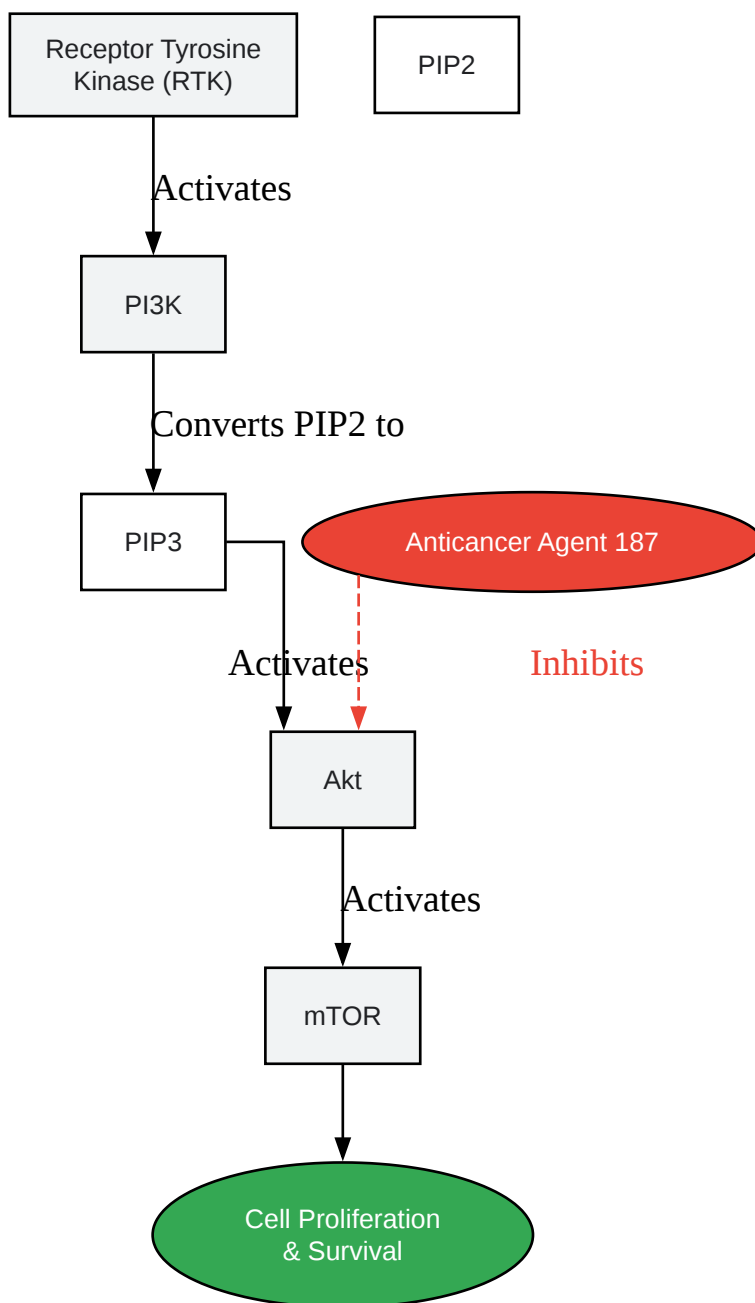 Receptor Tyrosine
Kinase (RTK)
PIP2
Activates
PI3K
Converts PIP2 to
PIP3
Anticancer Agent 187
Activates
Inhibits
Akt
Activates
mTOR
Cell Proliferation
& Survival